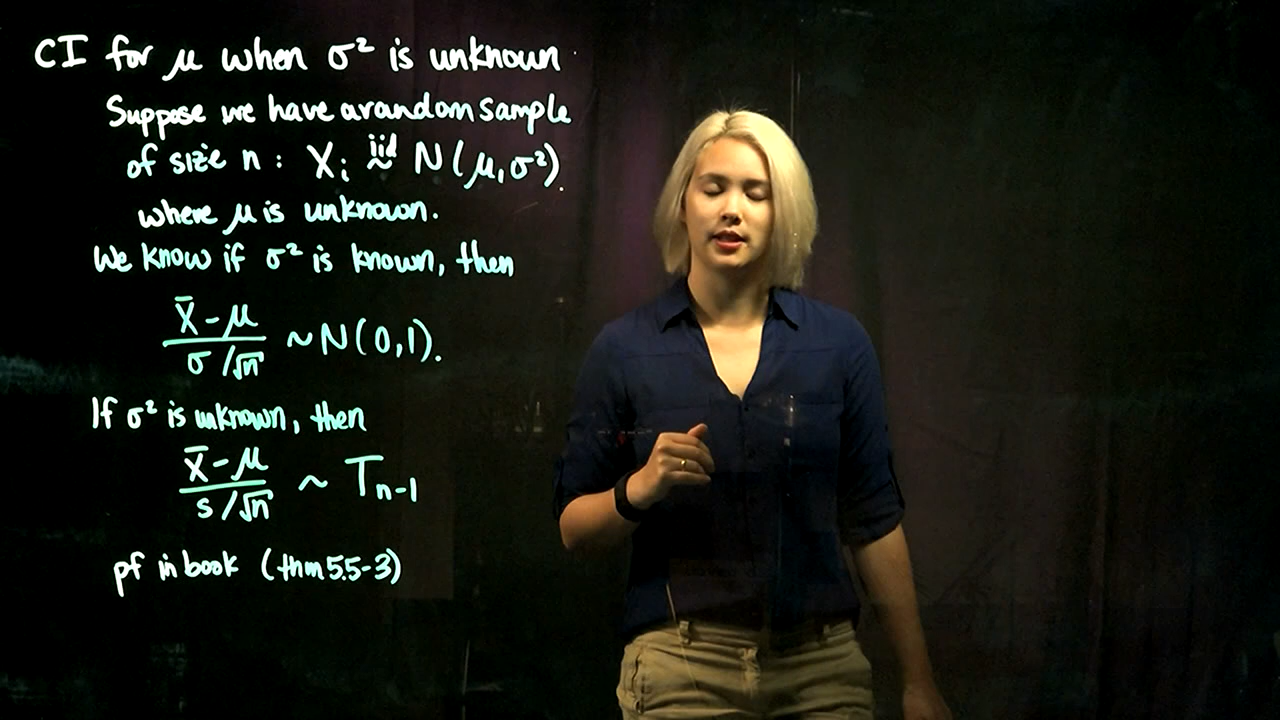 CI for μ when σ² is unknown
Suppose we have a random sample
of size n : Xᵢ iid ~ N(μ, σ²).
where μ is unknown.
We know if σ² is known, then
X̄ - μ / σ/√n ~ N(0,1).
If σ² is unknown, then
X̄ - μ / s/√n ~ Tₙ₋₁
pf in book (thm 5.5-3)